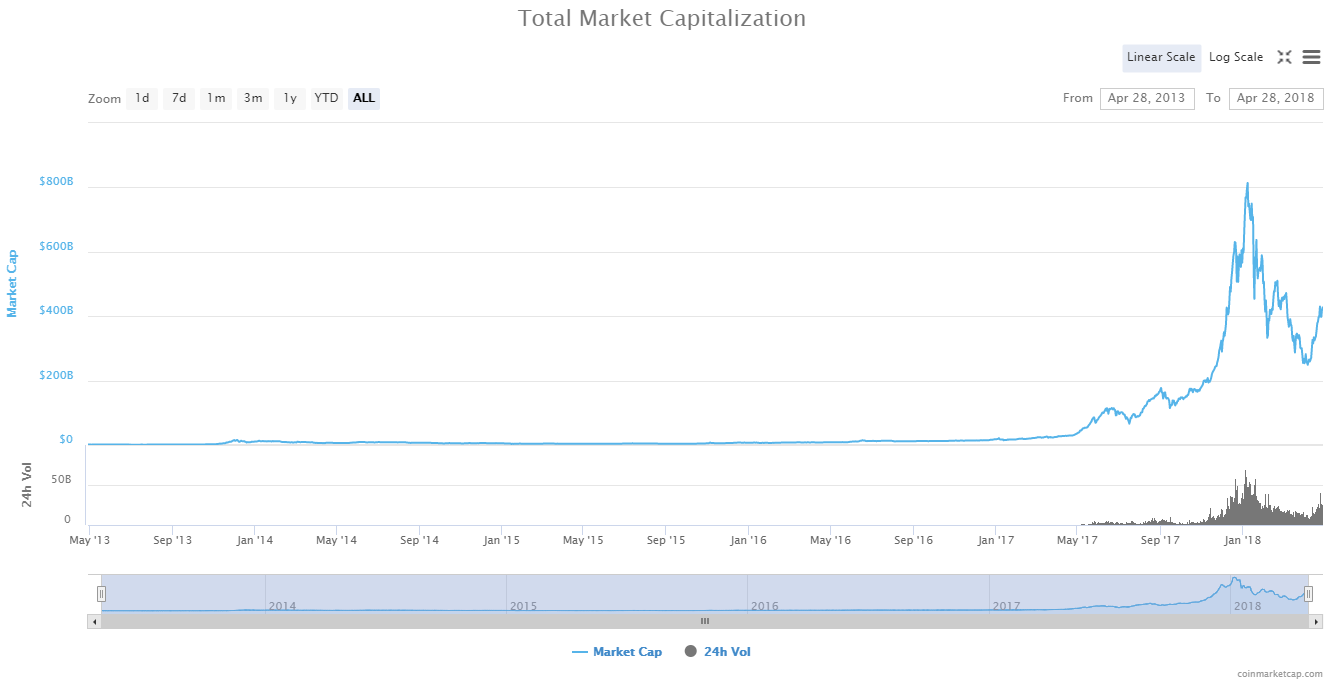 Total Market Capitalization
Linear Scale Log Scale
Zoom 1d 7d 1m 3m 1y YTD ALL From Apr 28, 2013 To Apr 28, 2018
Market Cap
$800B
$600B
$400B
$200B
$0
24h Vol
50B
0
May '13 Sep '13 Jan '14 May '14 Sep '14 Jan '15 May '15 Sep '15 Jan '16 May '16 Sep '16 Jan '17 May '17 Sep '17 Jan '18
2014 2015 2016 2017 2018
Market Cap 24h Vol
coinmarketcap.com